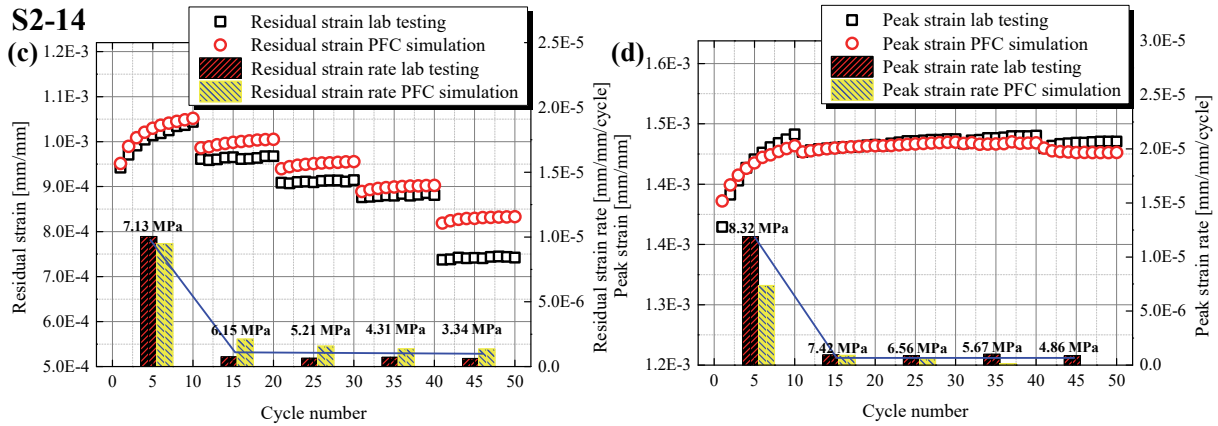 S2-14
(c)
Residual strain lab testing
Residual strain PFC simulation
Residual strain rate lab testing
Residual strain rate PFC simulation
Residual strain [mm/mm]
1.2E-3
1.1E-3
1.0E-3
9.0E-4
8.0E-4
7.0E-4
6.0E-4
5.0E-4
7.13 MPa
6.15 MPa
5.21 MPa
4.31 MPa
3.34 MPa
0 5 10 15 20 25 30 35 40 45 50
Cycle number
2.5E-5
2.0E-5
1.5E-5
1.0E-5
5.0E-6
0.0
Residual strain rate [mm/mm/cycle]
(d)
Peak strain lab testing
Peak strain PFC simulation
Peak strain rate lab testing
Peak strain rate PFC simulation
Peak strain [mm/mm]
1.6E-3
1.5E-3
1.4E-3
1.4E-3
1.3E-3
1.2E-3
8.32 MPa
7.42 MPa
6.56 MPa
5.67 MPa
4.86 MPa
0 5 10 15 20 25 30 35 40 45 50
Cycle number
3.0E-5
2.5E-5
2.0E-5
1.5E-5
1.0E-5
5.0E-6
0.0
Peak strain rate [mm/mm/cycle]